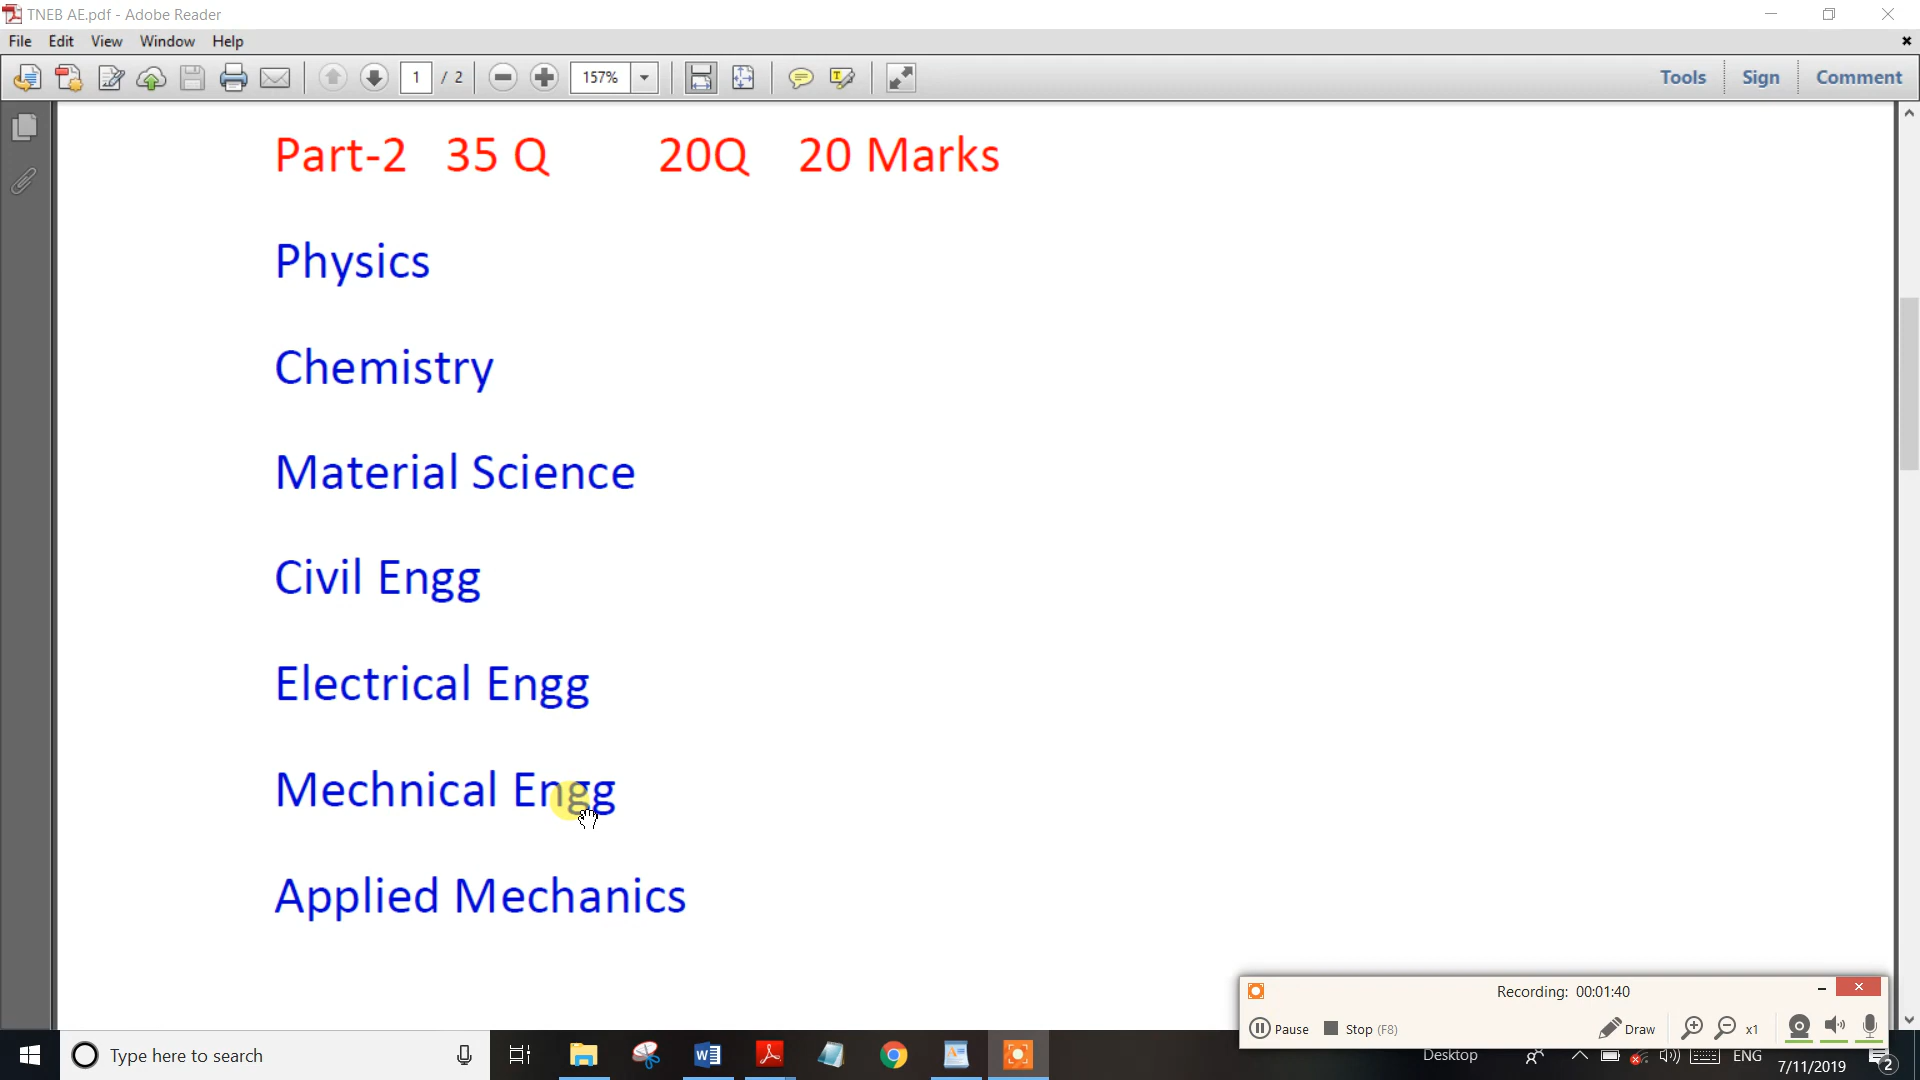 TNEB AE.pdf - Adobe Reader
File Edit View Window Help
1 / 2 157% Tools Sign Comment
Part-2 35 Q 20Q 20 Marks
Physics
Chemistry
Material Science
Civil Engg
Electrical Engg
Mechnical Engg
Applied Mechanics
Recording: 00:01:40
Pause Stop (F8) Draw x1
Type here to search Desktop ENG
7/11/2019 2